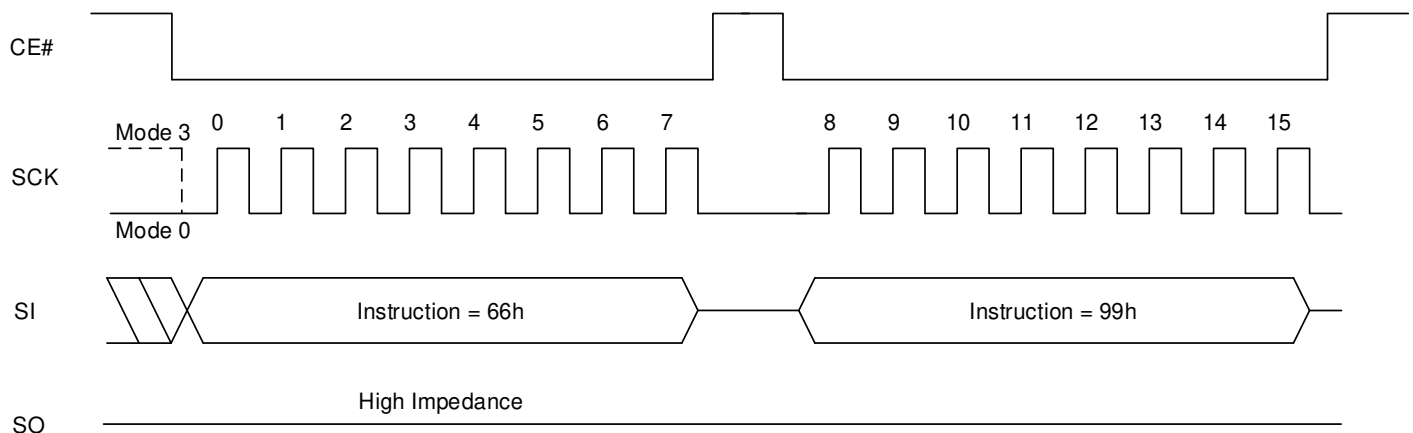 CE#
Mode 3
0 1 2 3 4 5 6 7 8 9 10 11 12 13 14 15
SCK
Mode 0
SI
Instruction = 66h
Instruction = 99h
High Impedance
SO